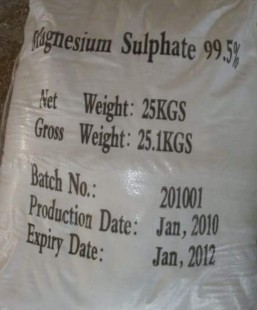 Magnesium Sulphate 99.5%
Net Weight: 25KGS
Gross Weight: 25.1KGS
Batch No.: 201001
Production Date: Jan, 2010
Expiry Date: Jan, 2012